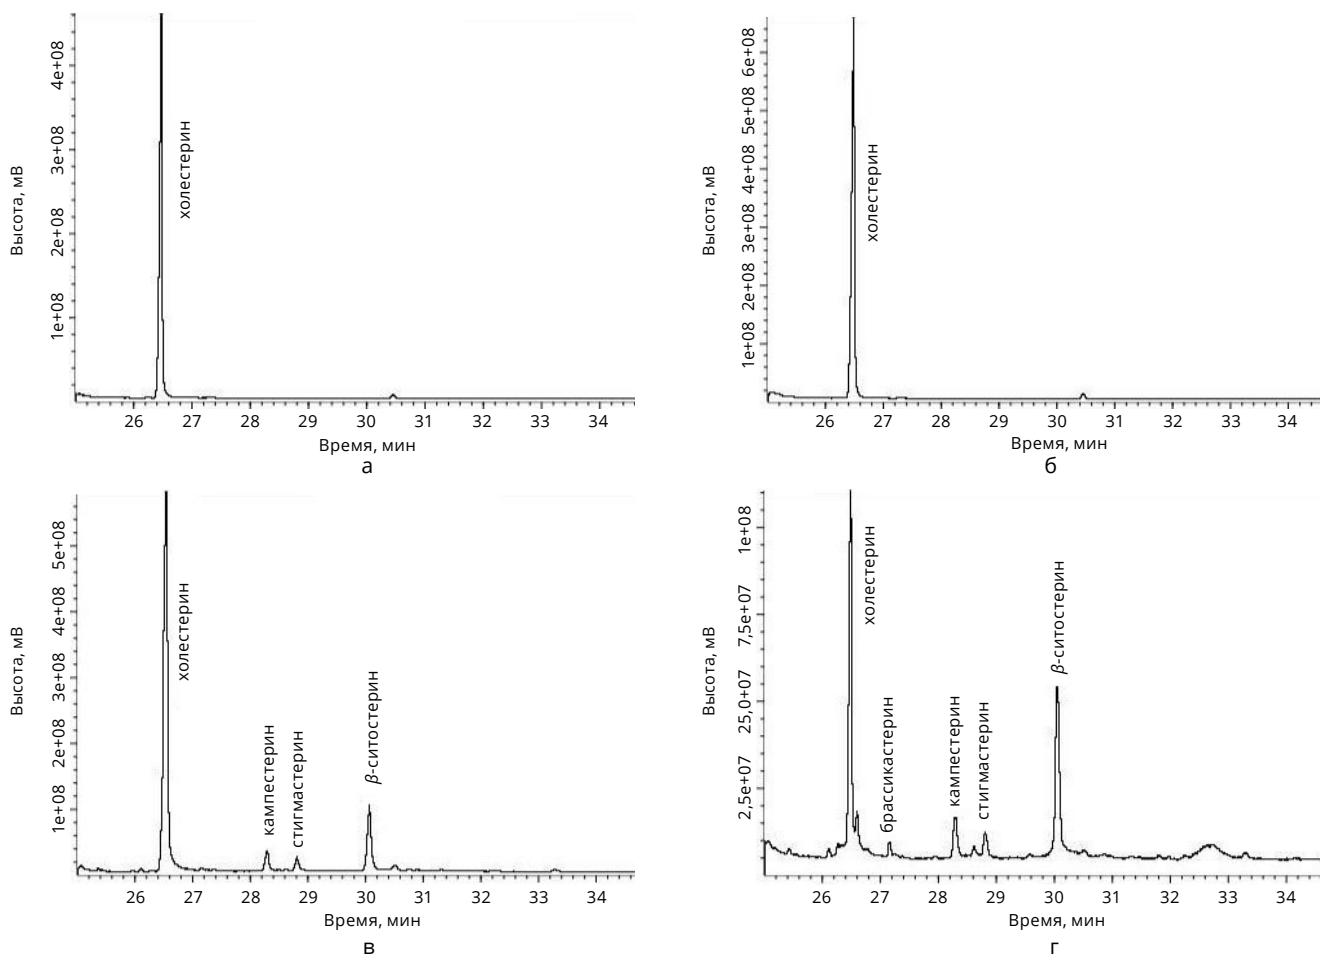 Высота, мВ
4e+08
3e+08
2e+08
1e+08
холестерин
26 27 28 29 30 31 32 33 34
Время, мин
а
Высота, мВ
6e+08
5e+08
4e+08
3e+08
2e+08
1e+08
холестерин
26 27 28 29 30 31 32 33 34
Время, мин
б
Высота, мВ
5e+08
4e+08
3e+08
2e+08
1e+08
холестерин
кампестерин
стигмастерин
β-ситостерин
26 27 28 29 30 31 32 33 34
Время, мин
в
Высота, мВ
1e+08
7,5e+07
25,0+07
2,5e+07
холестерин
брассикастерин
кампестерин
стигмастерин
β-ситостерин
26 27 28 29 30 31 32 33 34
Время, мин
г